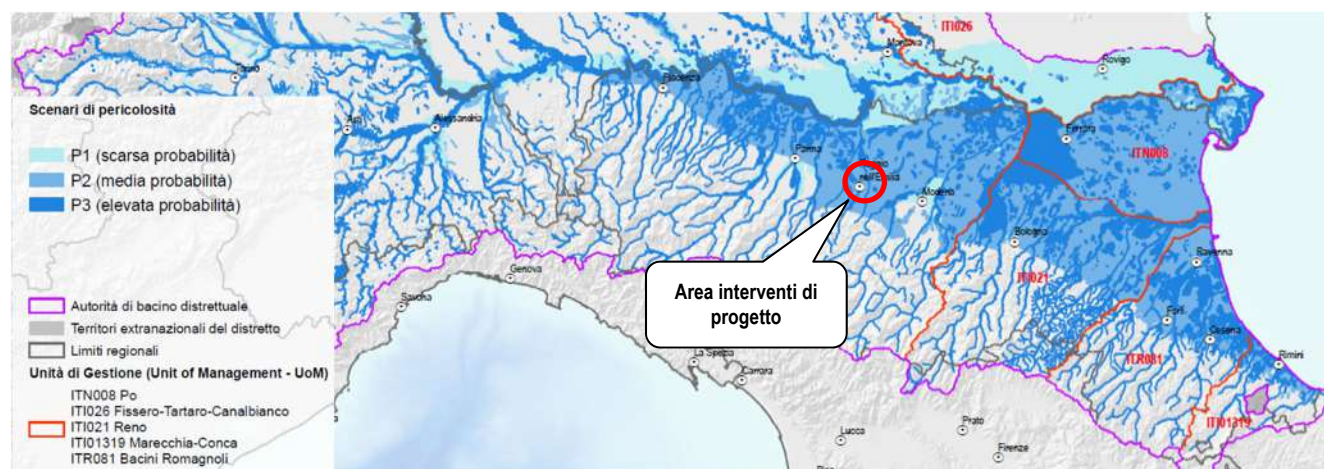 ITI026
Mantova
Rovigo
Torino
Piacenza
Scenari di pericolosità
Asti
Alessandria
Ferrara
P1 (scarsa probabilità)
ITN008
Parma
P2 (media probabilità)
nell'Emilia
Modena
P3 (elevata probabilità)
Bologna
Ravenna
Genova
ITI021
Area interventi di
progetto
Autorità di bacino distrettuale
Savona
Forlì
Territori extranazionali del distretto
Cesena
Limiti regionali
La Spezia
ITR081
Rimini
Unità di Gestione (Unit of Management - UoM)
Carrara
ITN008 Po
ITI026 Fissero-Tartaro-Canalbianco
ITI021 Reno
Prato
ITI01319
ITI01319 Marecchia-Conca
Lucca
ITR081 Bacini Romagnoli
Firenze